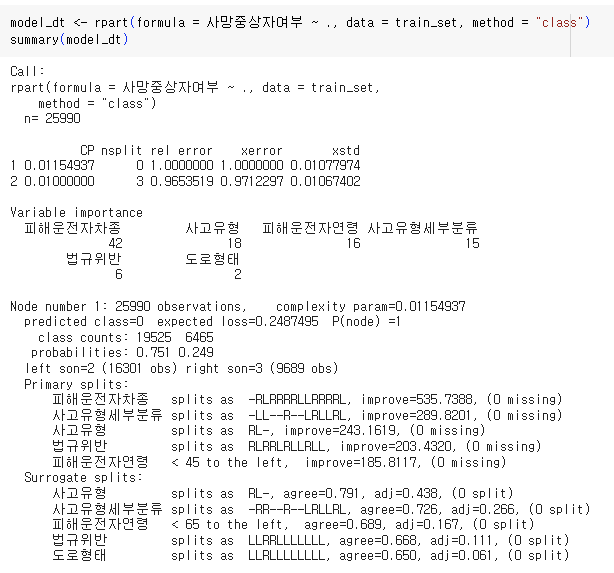 model_dt <- rpart(formula = 사망중상자여부 ~ ., data = train_set, method = "class")
summary(model_dt)
Call:
rpart(formula = 사망중상자여부 ~ ., data = train_set,
method = "class")
n= 25990
CP nsplit rel error xerror xstd
1 0.01154937 0 1.0000000 1.0000000 0.01077974
2 0.01000000 3 0.9653519 0.9712297 0.01067402
Variable importance
피해운전자차종 사고유형 피해운전자연령 사고유형세부분류
42 18 16 15
법규위반 도로형태
6 2
Node number 1: 25990 observations, complexity param=0.01154937
predicted class=0 expected loss=0.2487495 P(node) =1
class counts: 19525 6465
probabilities: 0.751 0.249
left son=2 (16301 obs) right son=3 (9689 obs)
Primary splits:
피해운전자차종 splits as -RLRRRRLLRRRRL, improve=535.7388, (0 missing)
사고유형세부분류 splits as -LL--R--LRLLRL, improve=289.8201, (0 missing)
사고유형 splits as RL-, improve=243.1619, (0 missing)
법규위반 splits as RLRRLRLLRLL, improve=203.4320, (0 missing)
피해운전자연령 < 45 to the left, improve=185.8117, (0 missing)
Surrogate splits:
사고유형 splits as RL-, agree=0.791, adj=0.438, (0 split)
사고유형세부분류 splits as -RR--R--LRLLRL, agree=0.726, adj=0.266, (0 split)
피해운전자연령 < 65 to the left, agree=0.689, adj=0.167, (0 split)
법규위반 splits as LLRRLLLLLLL, agree=0.668, adj=0.111, (0 split)
도로형태 splits as LLRLLLLLLLL, agree=0.650, adj=0.061, (0 split)